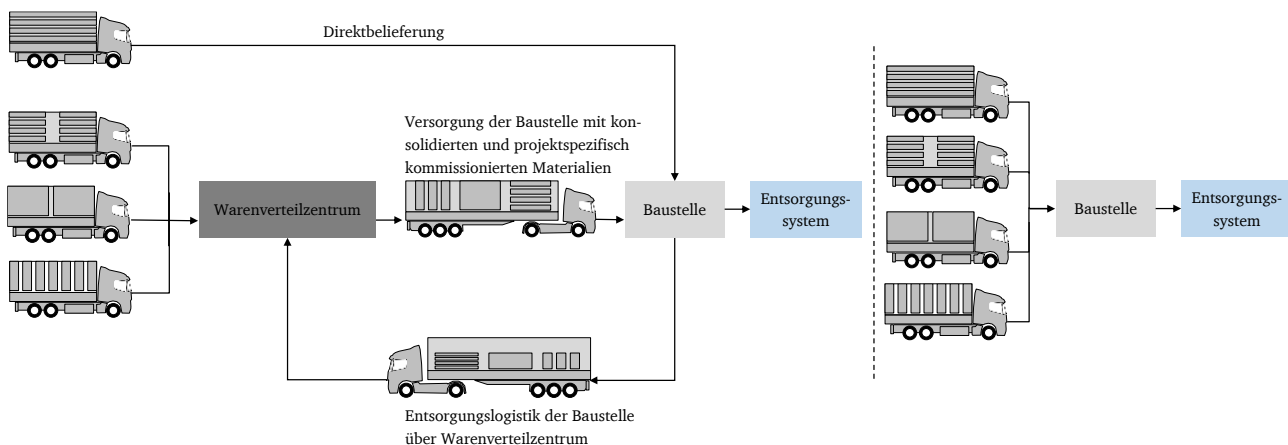 Direktbelieferung
Versorgung der Baustelle mit kon-
solidierten und projektspezifisch
kommissionierten Materialien
Warenverteilzentrum
Baustelle
Entsorgungs-
system
Entsorgungslogistik der Baustelle
über Warenverteilzentrum
Baustelle
Entsorgungs-
system